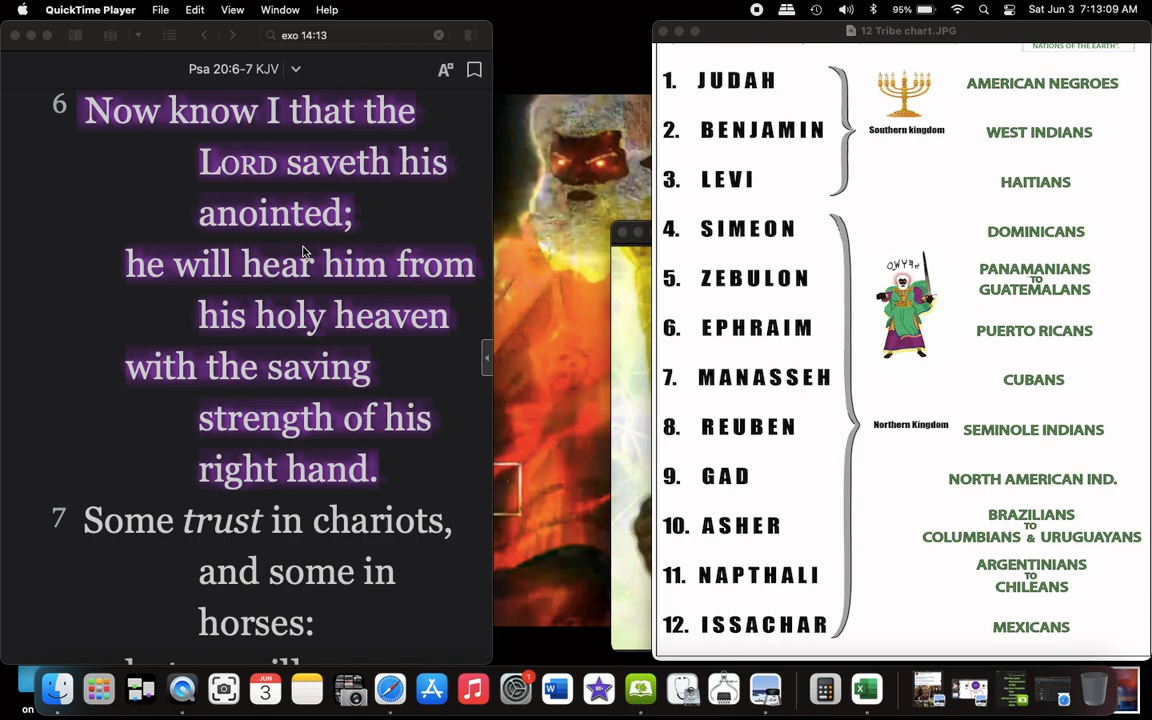 QuickTime Player File Edit View Window Help
95% Sat Jun 3 7:13:09 AM
exo 14:13
Psa 20:6-7 KJV
6 Now know I that the
LORD saveth his
anointed;
he will hear him from
his holy heaven
with the saving
strength of his
right hand.
7 Some trust in chariots,
and some in
horses:
12 Tribe chart.JPG
NATIONS OF THE EARTH".
1. JUDAH
AMERICAN NEGROES
2. BENJAMIN
Southern kingdom
WEST INDIANS
3. LEVI
HAITIANS
4. SIMEON
DOMINICANS
5. ZEBULON
PANAMANIANS
TO
GUATEMALANS
6. EPHRAIM
PUERTO RICANS
7. MANASSEH
CUBANS
8. REUBEN
Northern Kingdom
SEMINOLE INDIANS
9. GAD
NORTH AMERICAN IND.
10. ASHER
BRAZILIANS
TO
COLUMBIANS & URUGUAYANS
11. NAPTHALI
ARGENTINIANS
TO
CHILEANS
12. ISSACHAR
MEXICANS
JUN
3
1
on